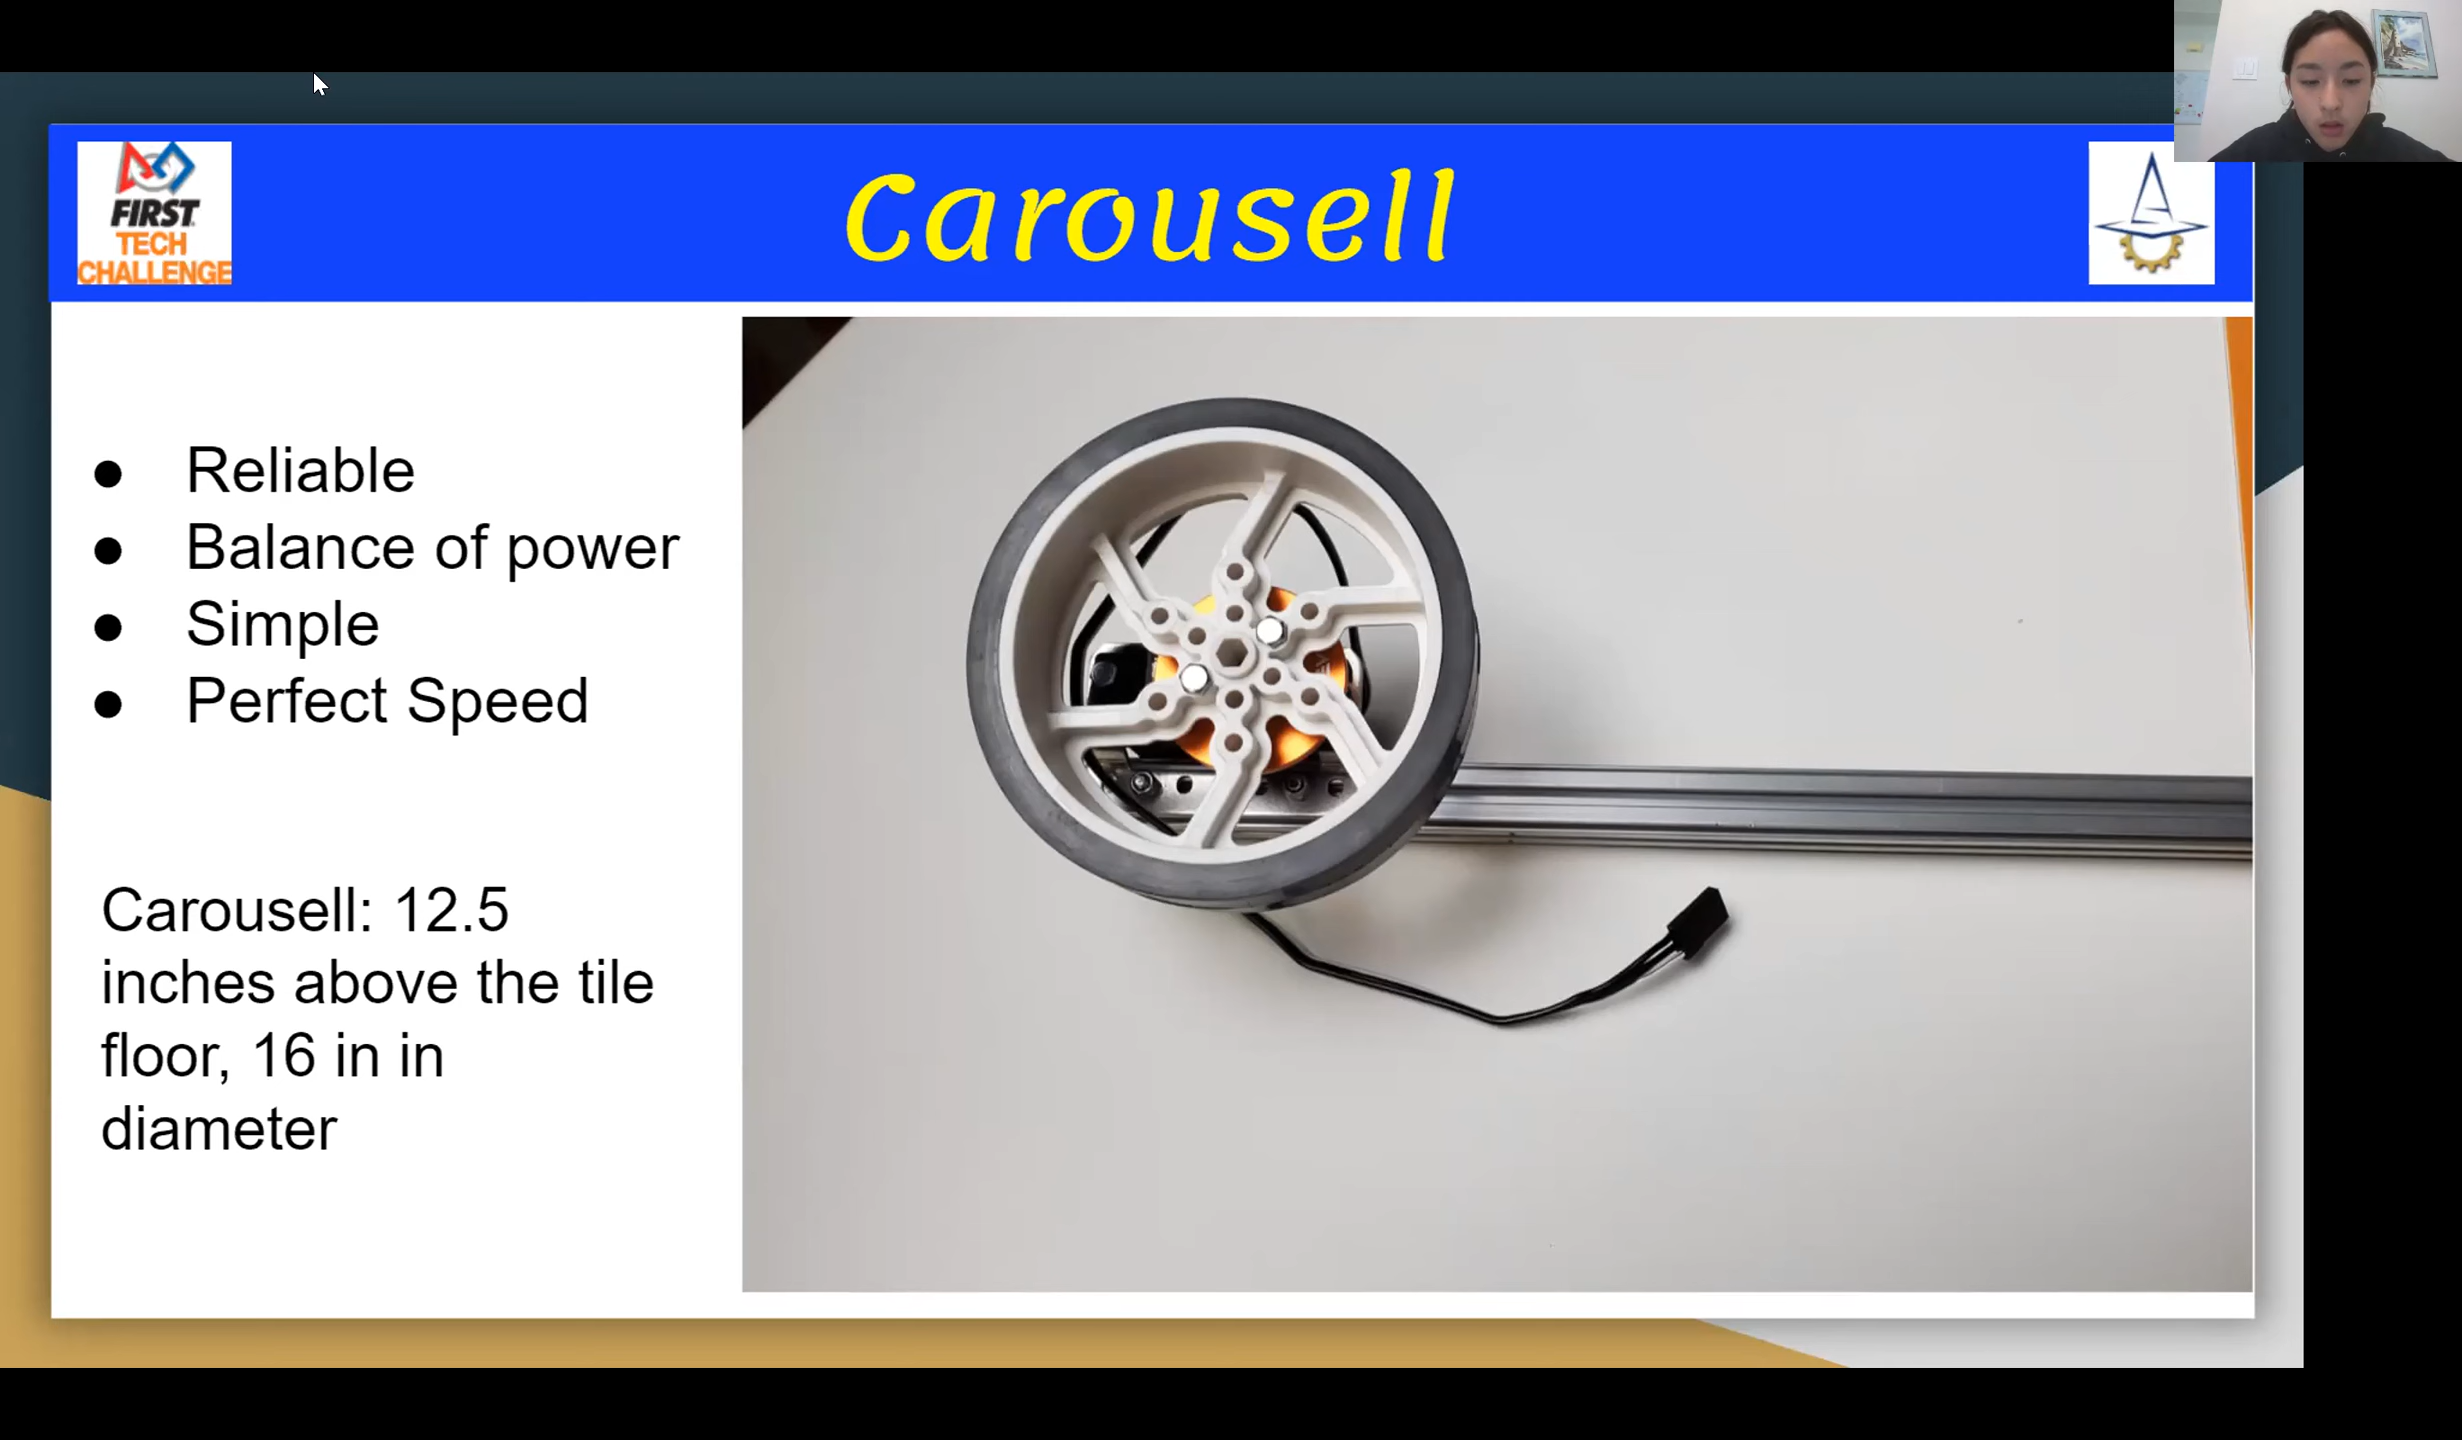 FIRST
TECH
CHALLENGE
Carousell
● Reliable
● Balance of power
● Simple
● Perfect Speed
Carousell: 12.5
inches above the tile
floor, 16 in in
diameter